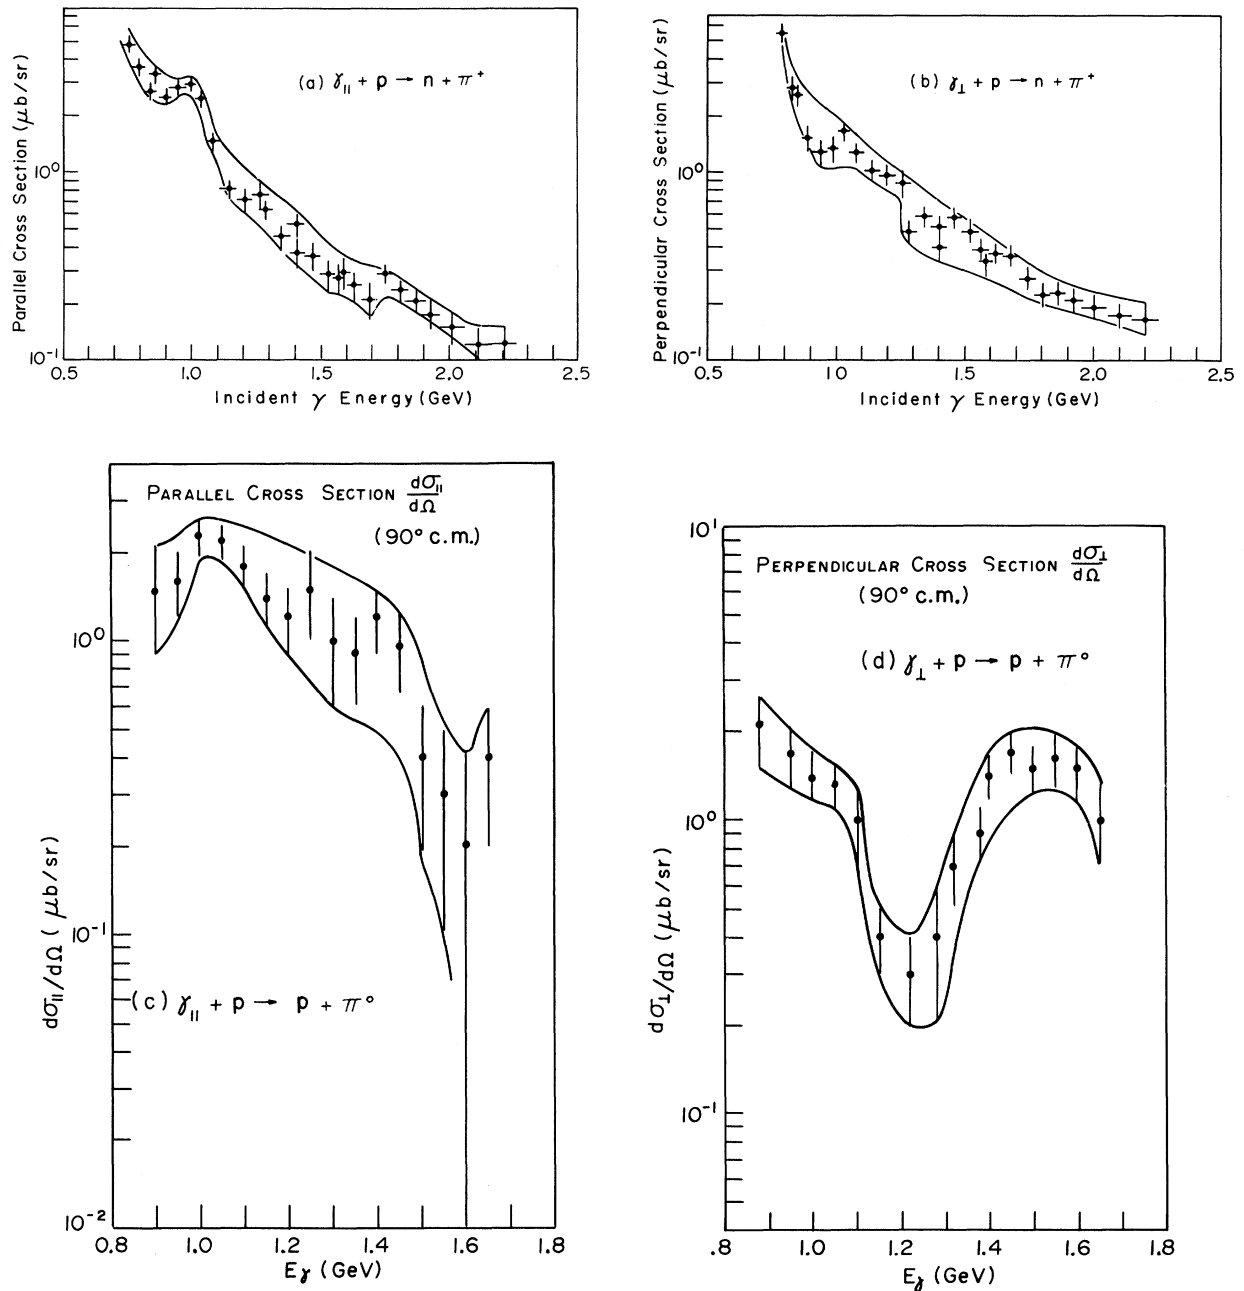 Parallel Cross Section (μb/sr)
(a) γ∥ + p → n + π⁺
10⁰
10⁻¹
0.5 1.0 1.5 2.0 2.5
Incident γ Energy (GeV)
Perpendicular Cross Section (μb/sr)
(b) γ⊥ + p → n + π⁺
10⁰
10⁻¹
0.5 1.0 1.5 2.0 2.5
Incident γ Energy (GeV)
PARALLEL CROSS SECTION dσ∥/dΩ
(90° c.m.)
10⁰
10⁻¹
10⁻²
dσ∥/dΩ (μb/sr)
(c) γ∥ + p → p + π°
0.8 1.0 1.2 1.4 1.6 1.8
Eγ (GeV)
10¹
PERPENDICULAR CROSS SECTION dσ⊥/dΩ
(90° c.m.)
(d) γ⊥ + p → p + π°
10⁰
10⁻¹
dσ⊥/dΩ (μb/sr)
.8 1.0 1.2 1.4 1.6 1.8
Eγ (GeV)